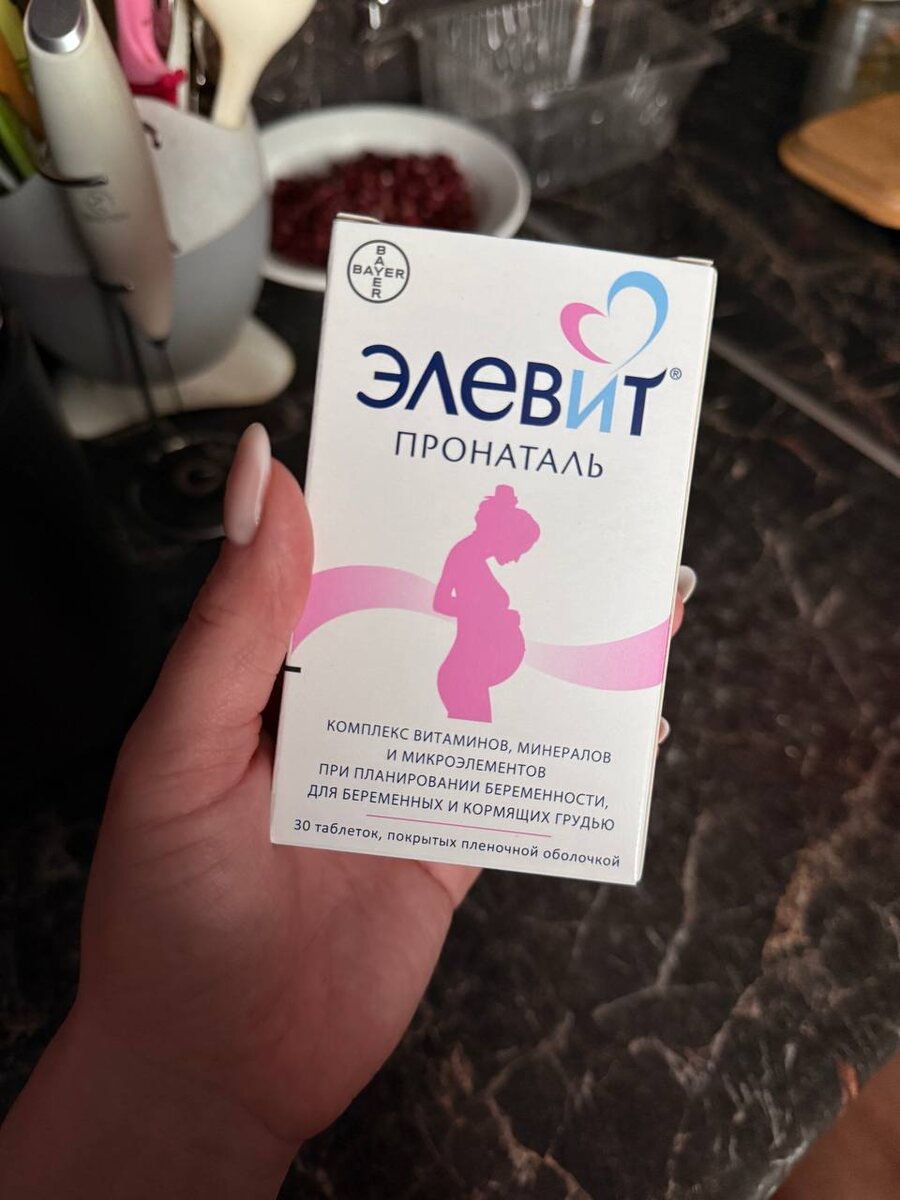 BAYER
BAYER
ЭЛЕВИТ®
ПРОНАТАЛЬ
КОМПЛЕКС ВИТАМИНОВ, МИНЕРАЛОВ
И МИКРОЭЛЕМЕНТОВ
ПРИ ПЛАНИРОВАНИИ БЕРЕМЕННОСТИ,
ДЛЯ БЕРЕМЕННЫХ И КОРМЯЩИХ ГРУДЬЮ
30 таблеток, покрытых пленочной оболочкой